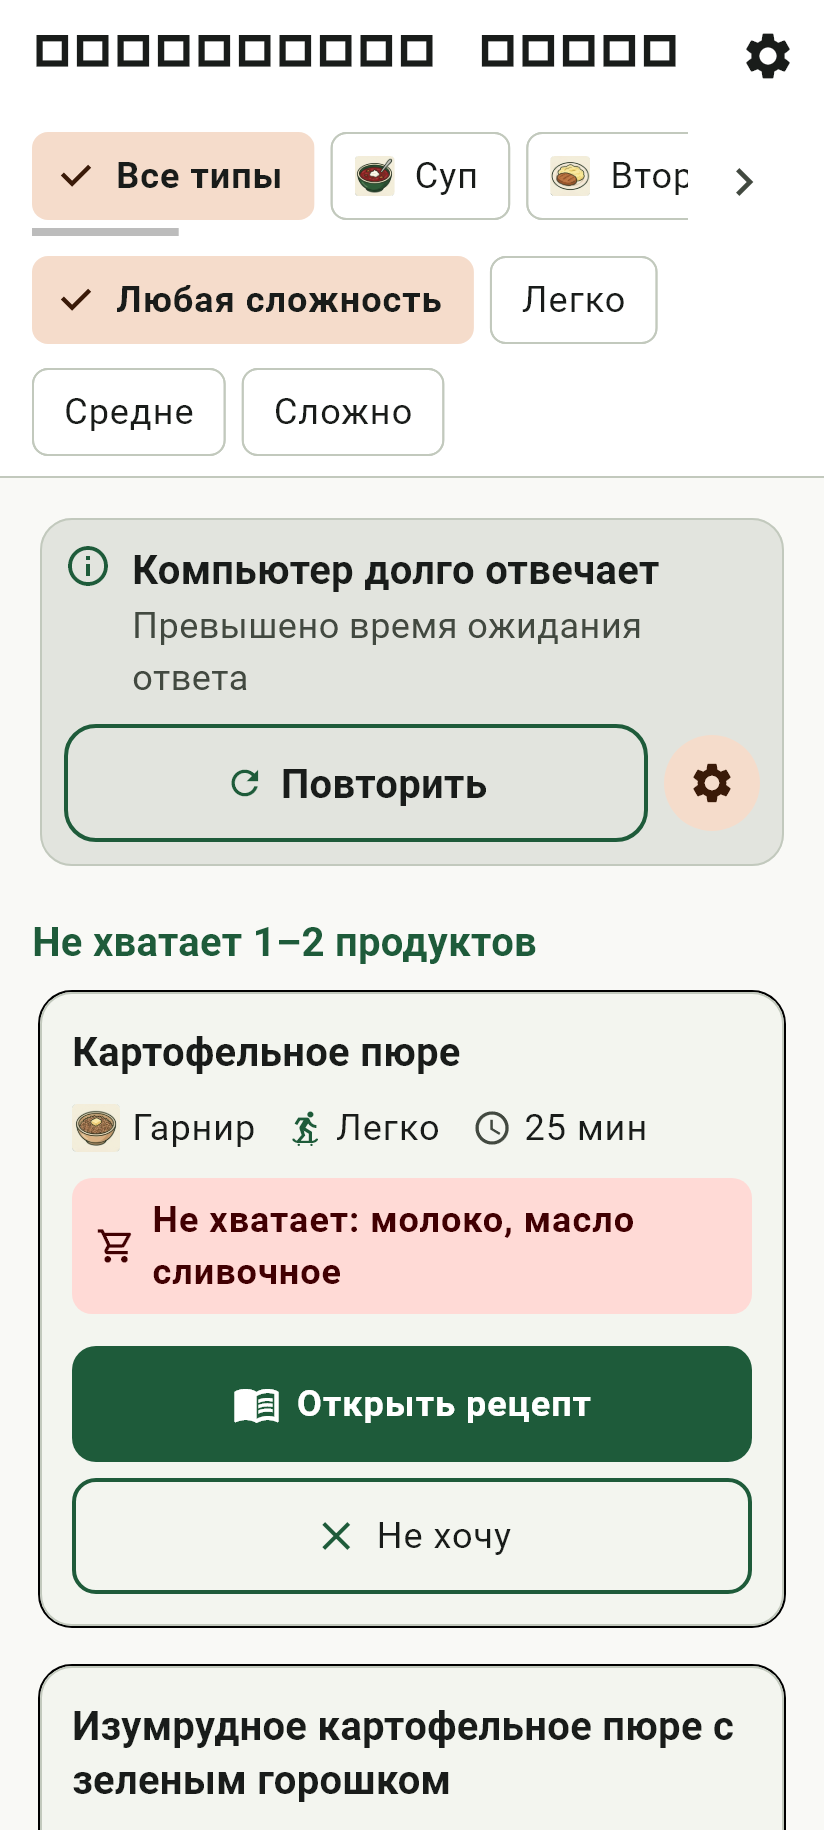 Все типы
Суп
Втор
Любая сложность
Легко
Средне
Сложно
Компьютер долго отвечает
Превышено время ожидания
ответа
Повторить
Не хватает 1–2 продуктов
Картофельное пюре
Гарнир
Легко
25 мин
Не хватает: молоко, масло
сливочное
Открыть рецепт
Не хочу
Изумрудное картофельное пюре с
зеленым горошком